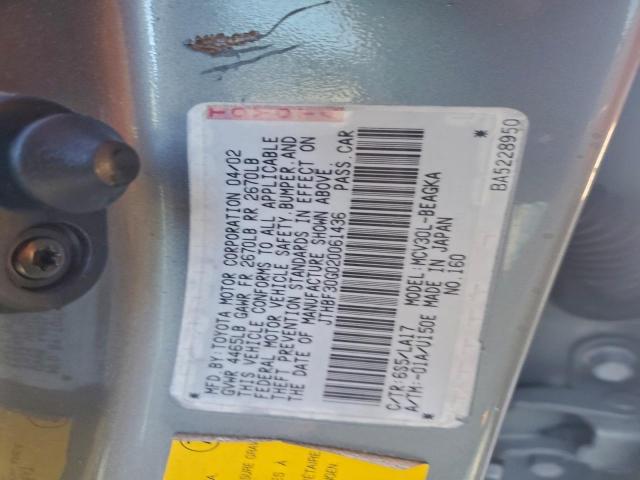 MFD. BY: TOYOTA MOTOR CORPORATION 04/02
GVWR 4465LB GAWR FR 2670LB RR 2670LB
THIS VEHICLE CONFORMS TO ALL APPLICABLE
FEDERAL MOTOR VEHICLE SAFETY, BUMPER, AND
THEFT PREVENTION STANDARDS IN EFFECT ON
THE DATE OF MANUFACTURE SHOWN ABOVE.
*JTHBF30G020061436* PASS. CAR
C/TR: 6S5/LA17 MODEL: MCV30L-BEAGKA
A/TM: -01A/U150E MADE IN JAPAN
NO. 160
BA5228950